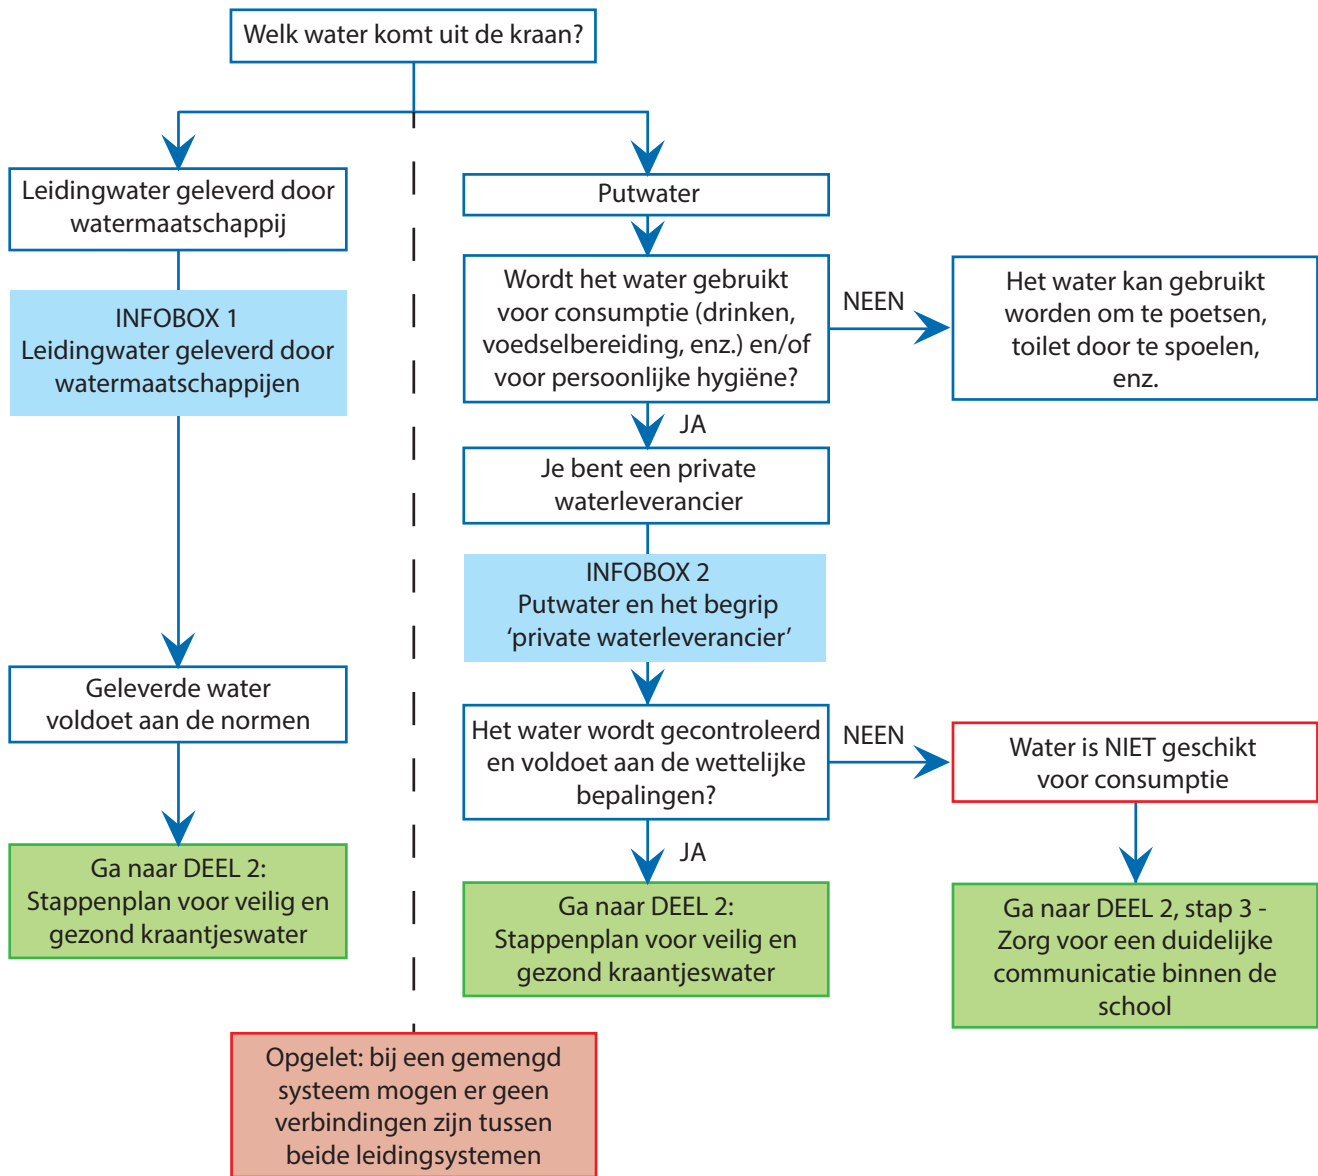 Welk water komt uit de kraan?
Leidingwater geleverd door
watermaatschappij
INFOBOX 1
Leidingwater geleverd door
watermaatschappijen
Geleverde water
voldoet aan de normen
Ga naar DEEL 2:
Stappenplan voor veilig en
gezond kraantjeswater
Putwater
Wordt het water gebruikt
voor consumptie (drinken,
voedselbereiding, enz.) en/of
voor persoonlijke hygiëne?
NEEN
Het water kan gebruikt
worden om te poetsen,
toilet door te spoelen,
enz.
JA
Je bent een private
waterleverancier
INFOBOX 2
Putwater en het begrip
‘private waterleverancier’
Het water wordt gecontroleerd
en voldoet aan de wettelijke
bepalingen?
NEEN
Water is NIET geschikt
voor consumptie
JA
Ga naar DEEL 2:
Stappenplan voor veilig en
gezond kraantjeswater
Ga naar DEEL 2, stap 3 -
Zorg voor een duidelijke
communicatie binnen de
school
Opgelet: bij een gemengd
systeem mogen er geen
verbindingen zijn tussen
beide leidingsystemen